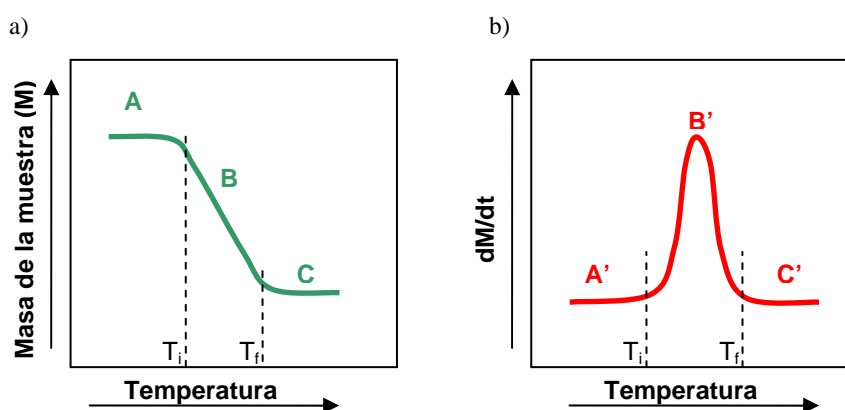 a)
Masa de la muestra (M)
A
B
C
Ti
Tf
Temperatura
b)
dM/dt
A’
B’
C’
Ti
Tf
Temperatura